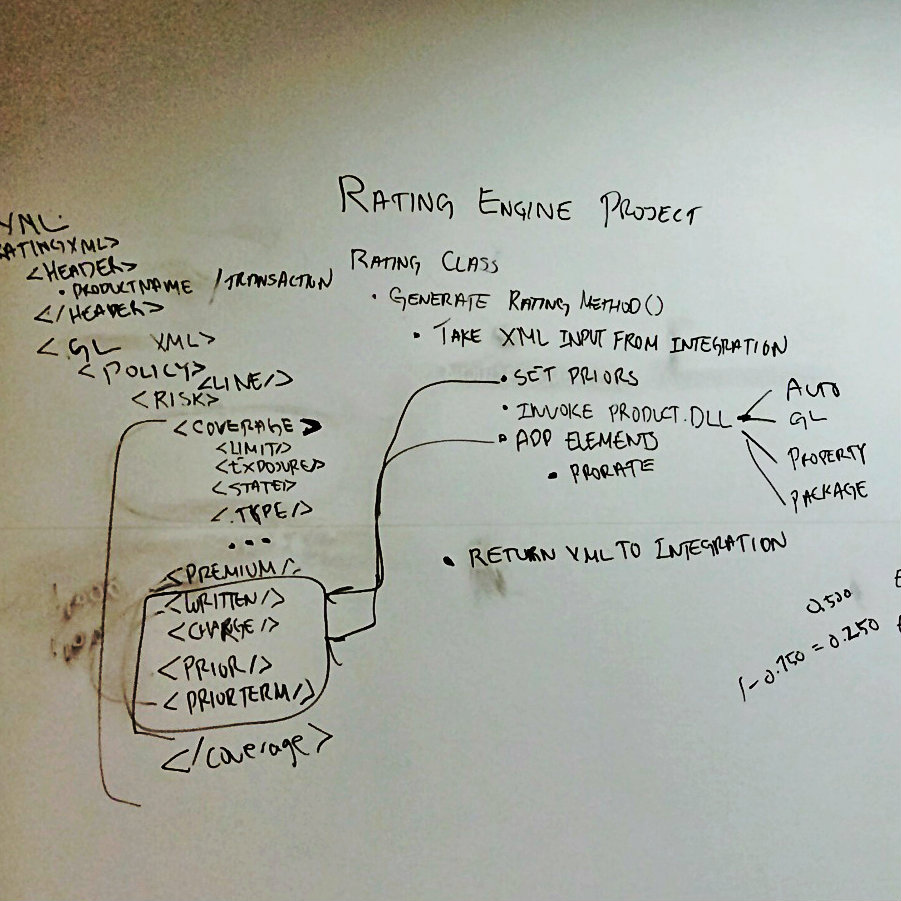 RATING ENGINE PROJECT
XML:
RATINGXML>
<HEADER>
• PRODUCTNAME /TRANSACTION
</HEADER>
<GL XML>
<POLICY>
<LINE/>
<RISK>
<COVERAGE>
<LIMIT>
<EXPOSURE>
<STATE>
<TYPE/>
...
<PREMIUM/>
<WRITTEN/>
<CHARGE/>
<PRIOR/>
<PRIORTERM/>
</coverage>
RATING CLASS
• GENERATE RATING METHOD()
• TAKE XML INPUT FROM INTEGRATION
• SET PRIORS
• INVOKE PRODUCT.DLL
AUTO
GL
PROPERTY
PACKAGE
• ADD ELEMENTS
• PRORATE
• RETURN XML TO INTEGRATION
0.500
1-0.750 = 0.250